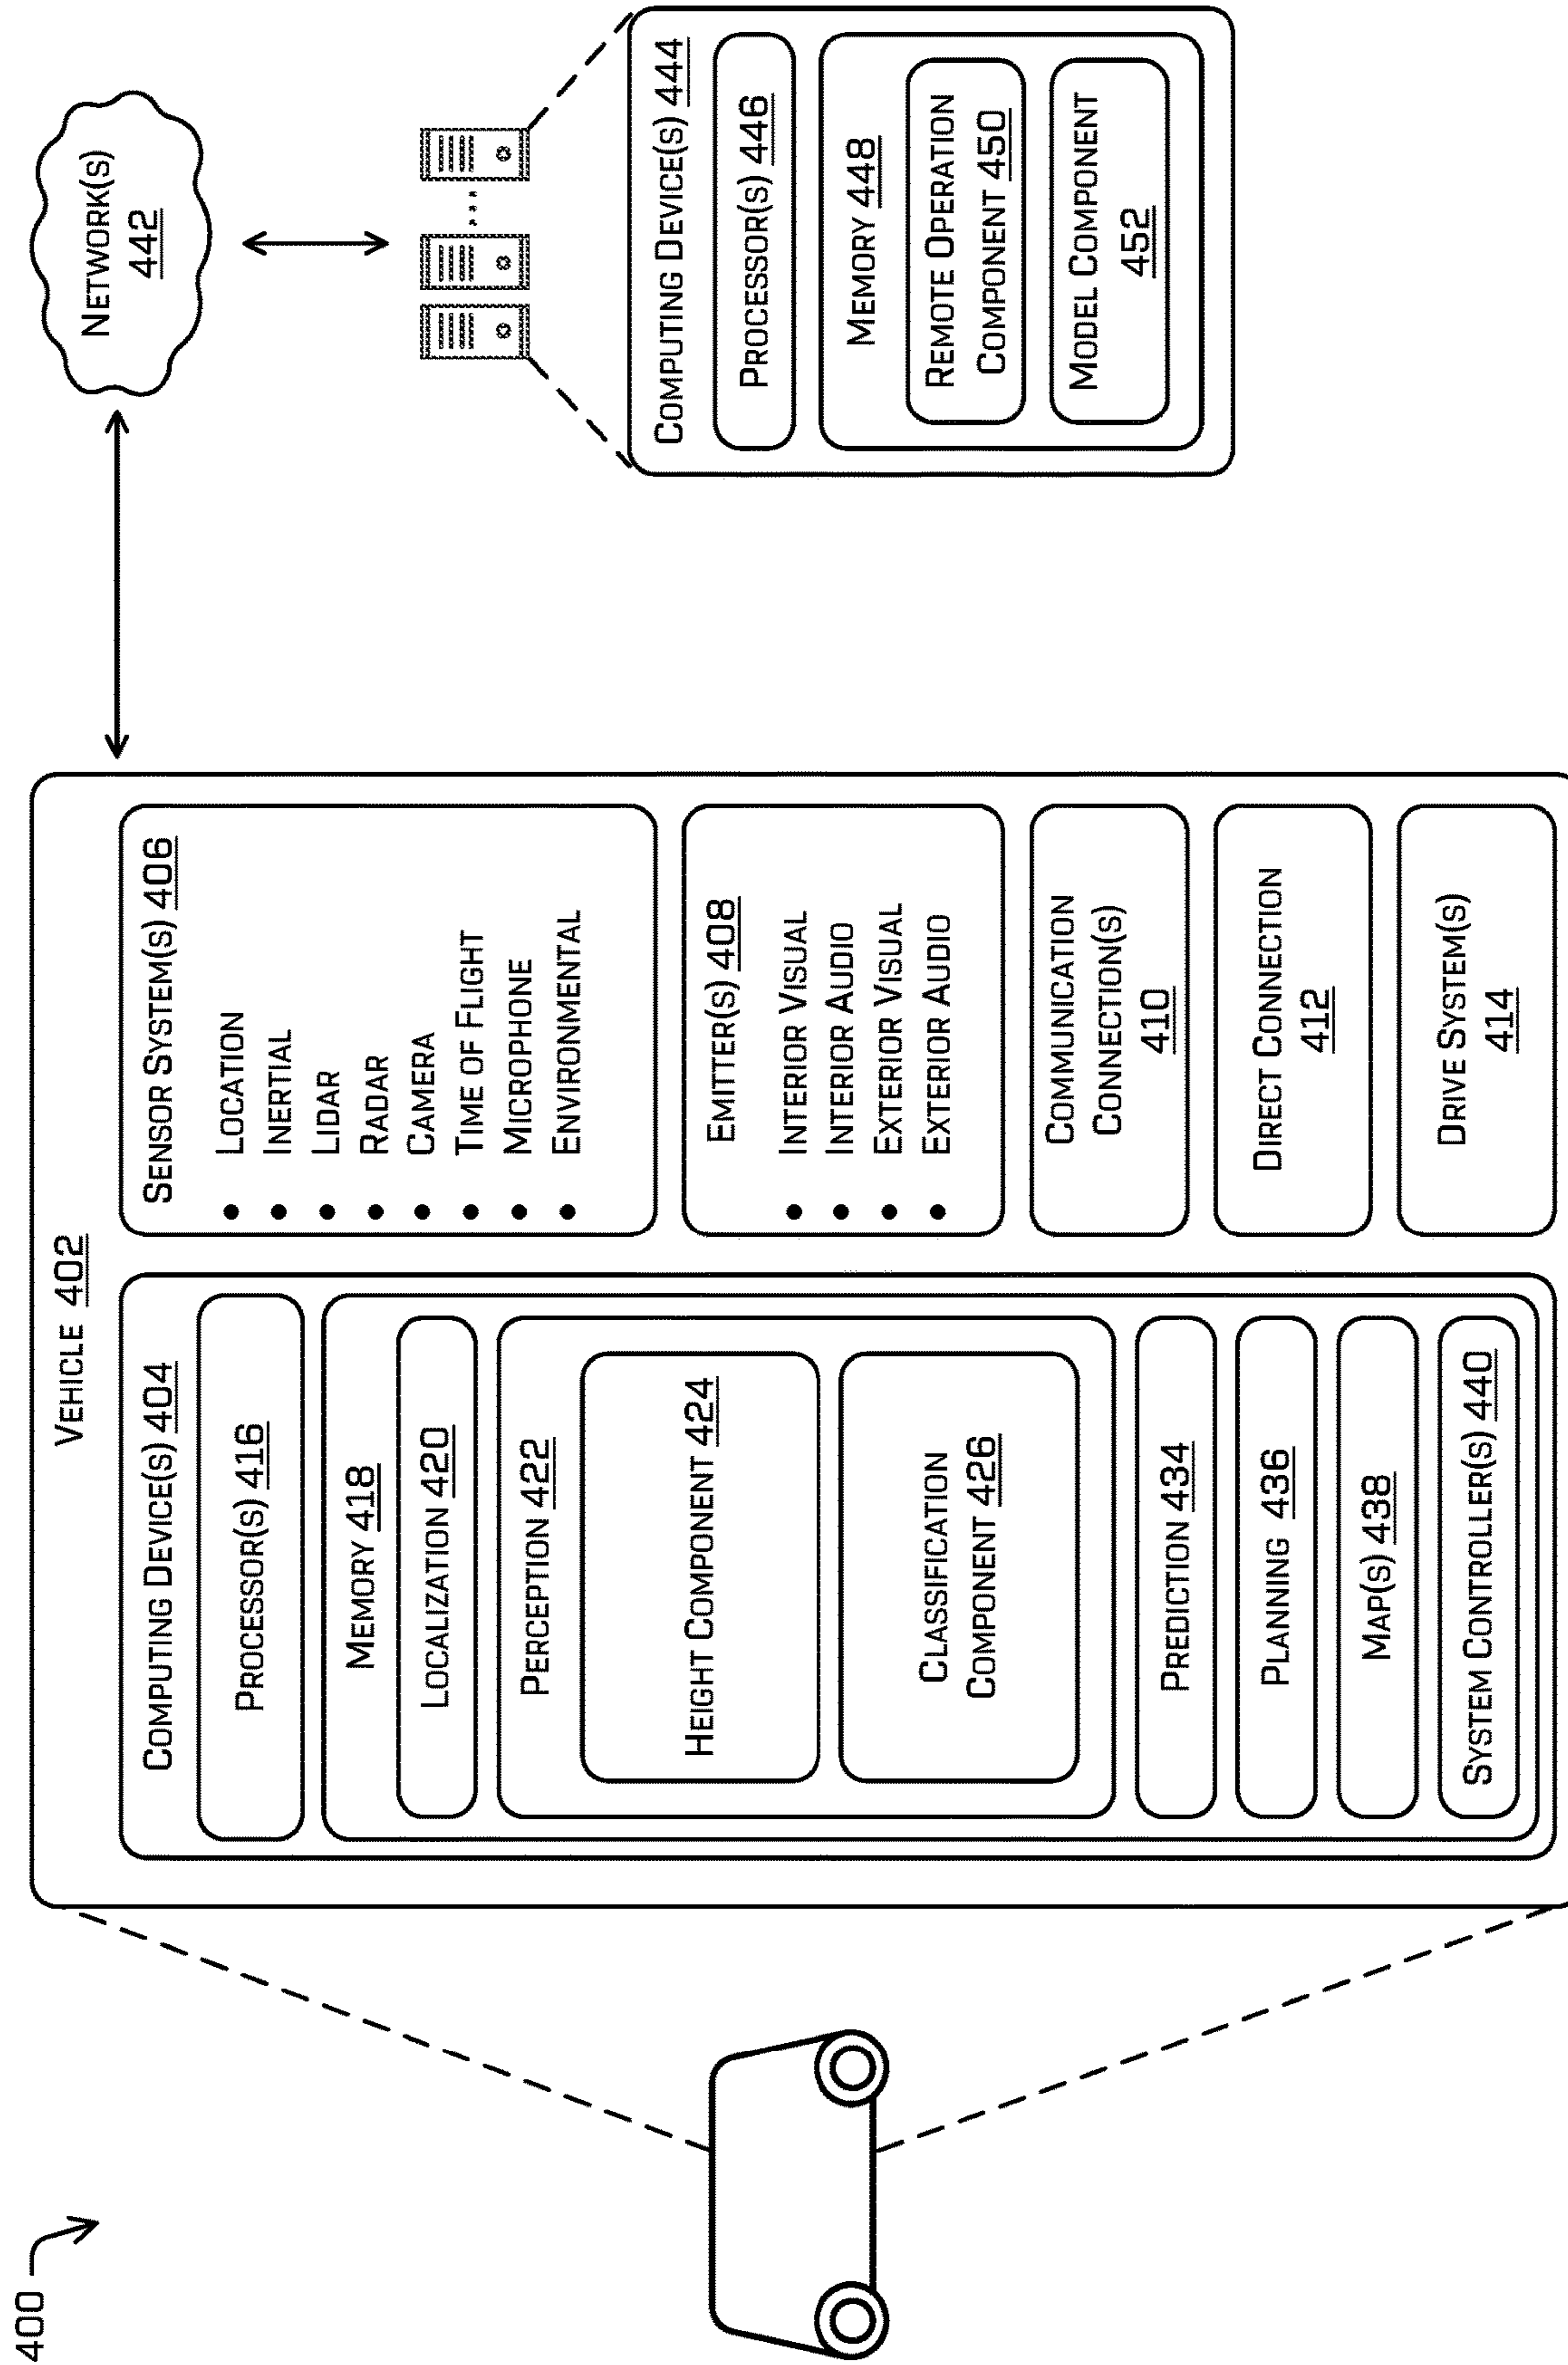 400
VEHICLE 402
COMPUTING DEVICE(S) 404
PROCESSOR(S) 416
MEMORY 418
LOCALIZATION 420
PERCEPTION 422
HEIGHT COMPONENT 424
CLASSIFICATION
COMPONENT 426
PREDICTION 434
PLANNING 436
MAP(S) 438
SYSTEM CONTROLLER(S) 440
SENSOR SYSTEM(S) 406
• LOCATION
• INERTIAL
• LIDAR
• RADAR
• CAMERA
• TIME OF FLIGHT
• MICROPHONE
• ENVIRONMENTAL
EMITTER(S) 408
• INTERIOR VISUAL
• INTERIOR AUDIO
• EXTERIOR VISUAL
• EXTERIOR AUDIO
COMMUNICATION
CONNECTION(S)
410
DIRECT CONNECTION
412
DRIVE SYSTEM(S)
414
NETWORK(S)
442
COMPUTING DEVICE(S) 444
PROCESSOR(S) 446
MEMORY 448
REMOTE OPERATION
COMPONENT 450
MODEL COMPONENT
452